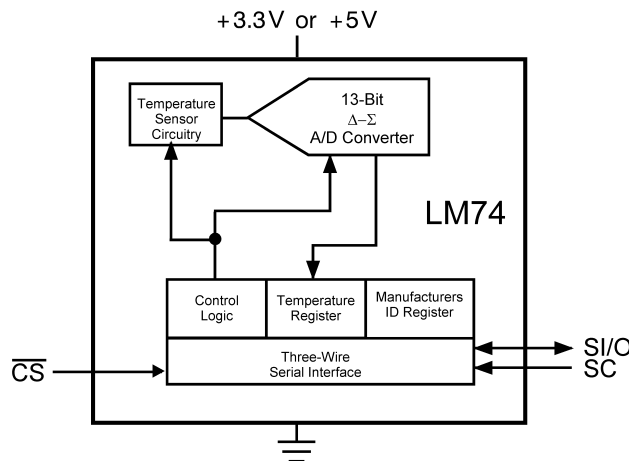 +3.3V or +5V
Temperature
Sensor
Circuitry
13-Bit
Δ–Σ
A/D Converter
LM74
Control
Logic
Temperature
Register
Manufacturers
ID Register
Three-Wire
Serial Interface
CS
SI/O
SC